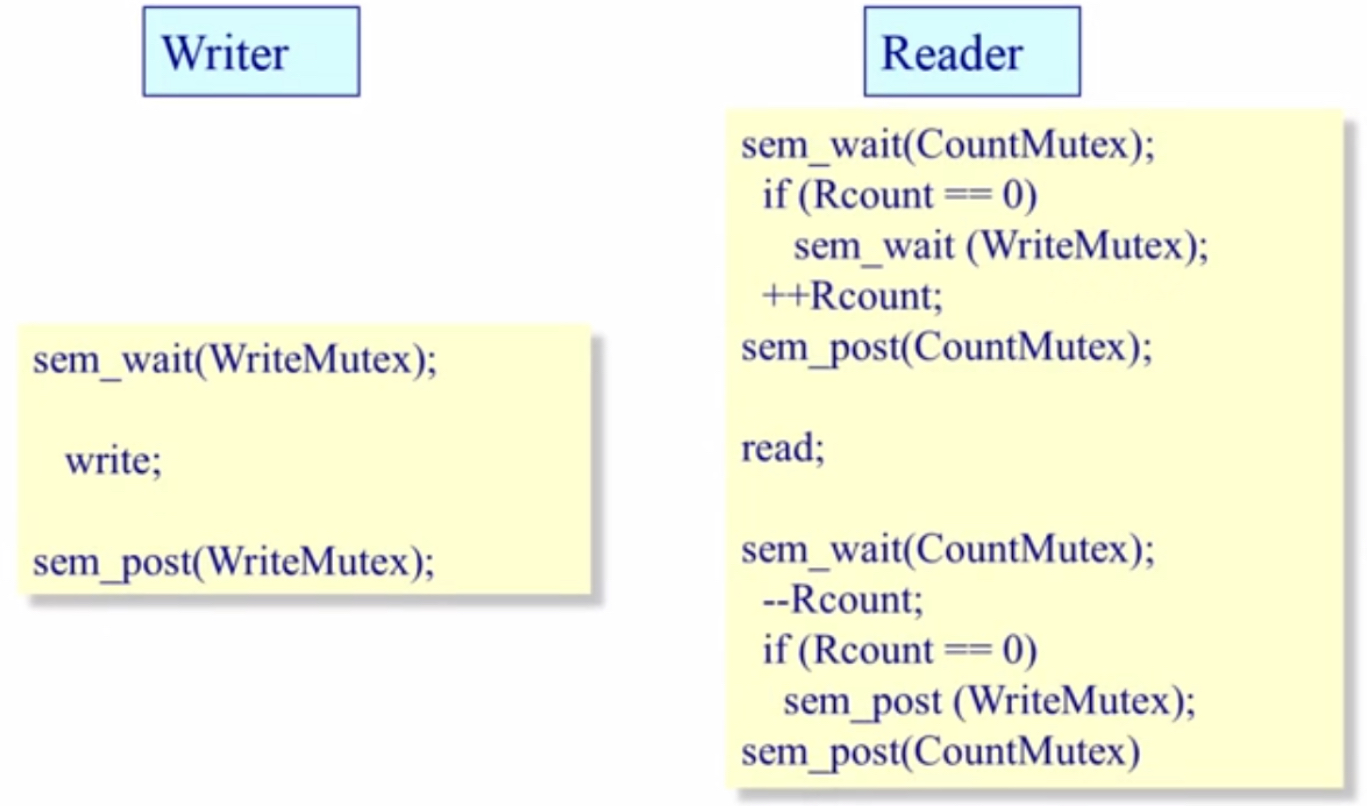 Writer
sem_wait(WriteMutex);
write;
sem_post(WriteMutex);
Reader
sem_wait(CountMutex);
if (Rcount == 0)
sem_wait (WriteMutex);
++Rcount;
sem_post(CountMutex);
read;
sem_wait(CountMutex);
--Rcount;
if (Rcount == 0)
sem_post (WriteMutex);
sem_post(CountMutex)